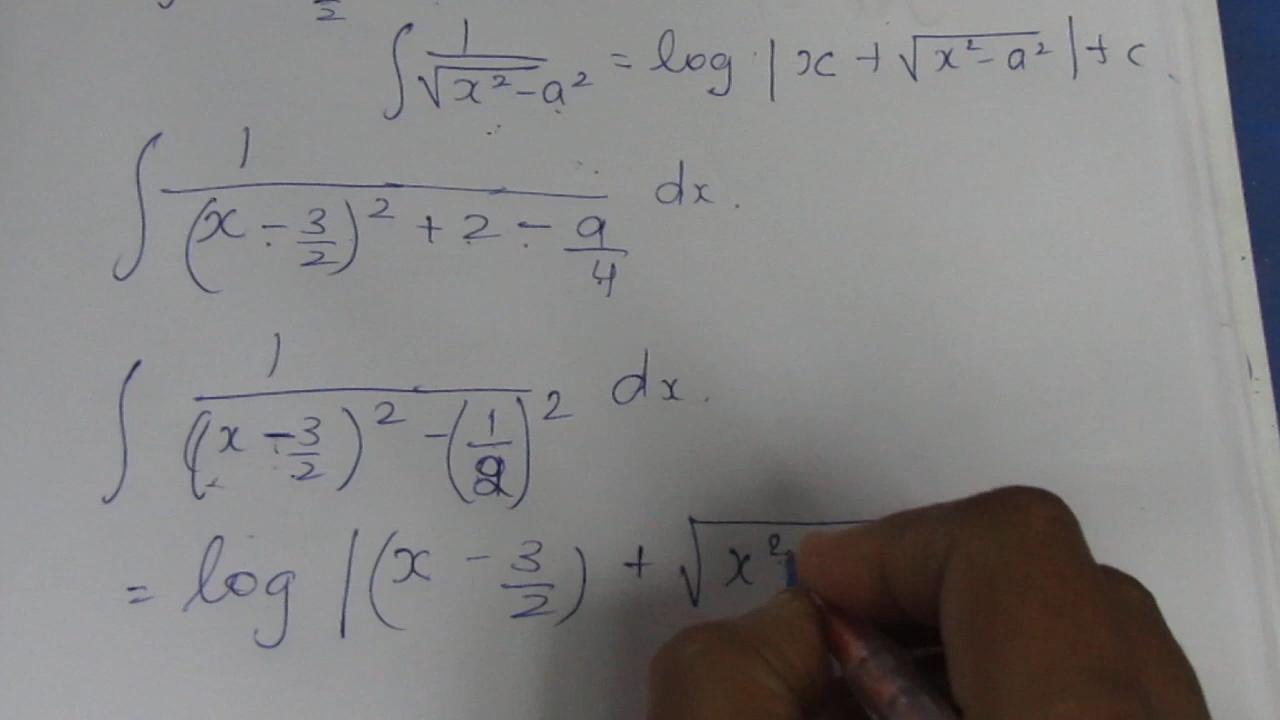 2
∫ 1/√x²-a² = log |x + √x²-a²| + c
∫ 1/(x - 3/2)² + 2 - 9/4 dx.
∫ 1/(x - 3/2)² - (1/2)² dx.
= log |(x - 3/2) + √x²